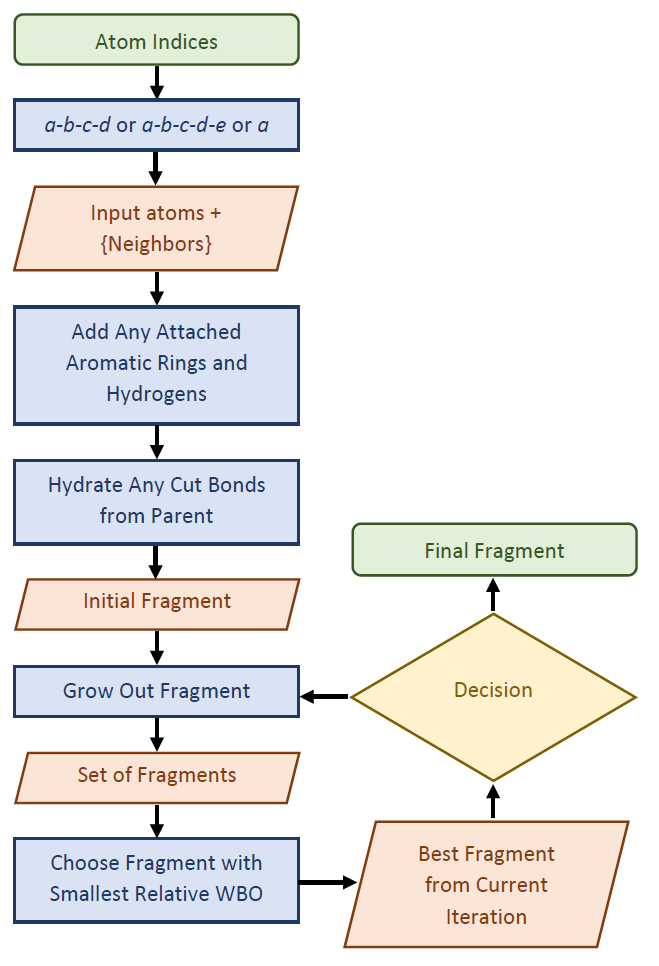 Atom Indices
a-b-c-d or a-b-c-d-e or a
Input atoms +
{Neighbors}
Add Any Attached
Aromatic Rings and
Hydrogens
Hydrate Any Cut Bonds
from Parent
Initial Fragment
Grow Out Fragment
Set of Fragments
Choose Fragment with
Smallest Relative WBO
Best Fragment
from Current
Iteration
Decision
Final Fragment